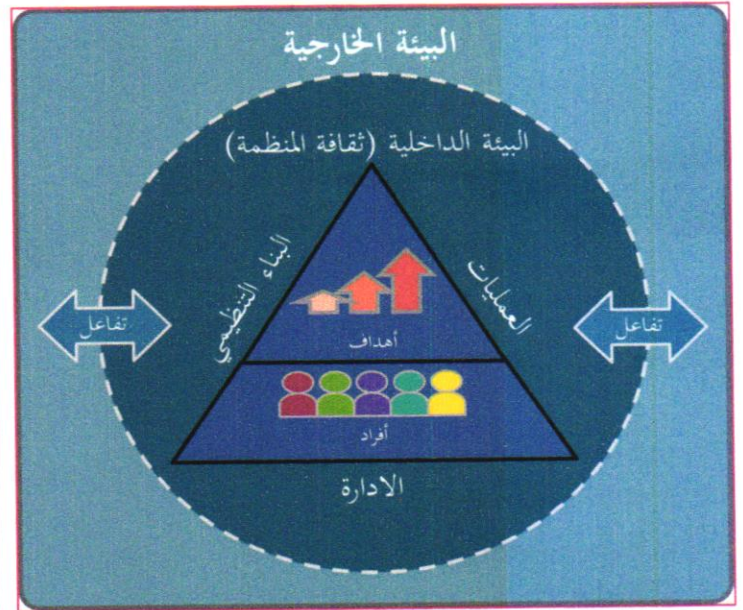 البيئة الخارجية
البيئة الداخلية (ثقافة المنظمة)
العمليات
البناء التنظيمي
تفاعل
تفاعل
أهداف
أفراد
الادارة